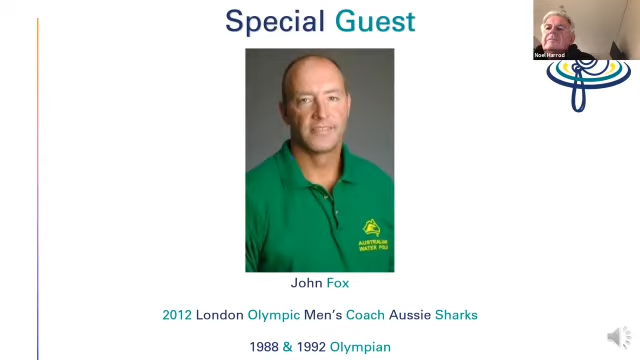 Special Guest
Noel Harrod
AUSTRALIAN
WATER POLO
John Fox
2012 London Olympic Men's Coach Aussie Sharks
1988 & 1992 Olympian